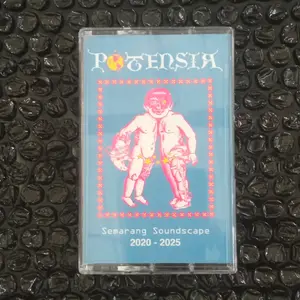 POTENSIA
Semarang Soundscape
2020 - 2025